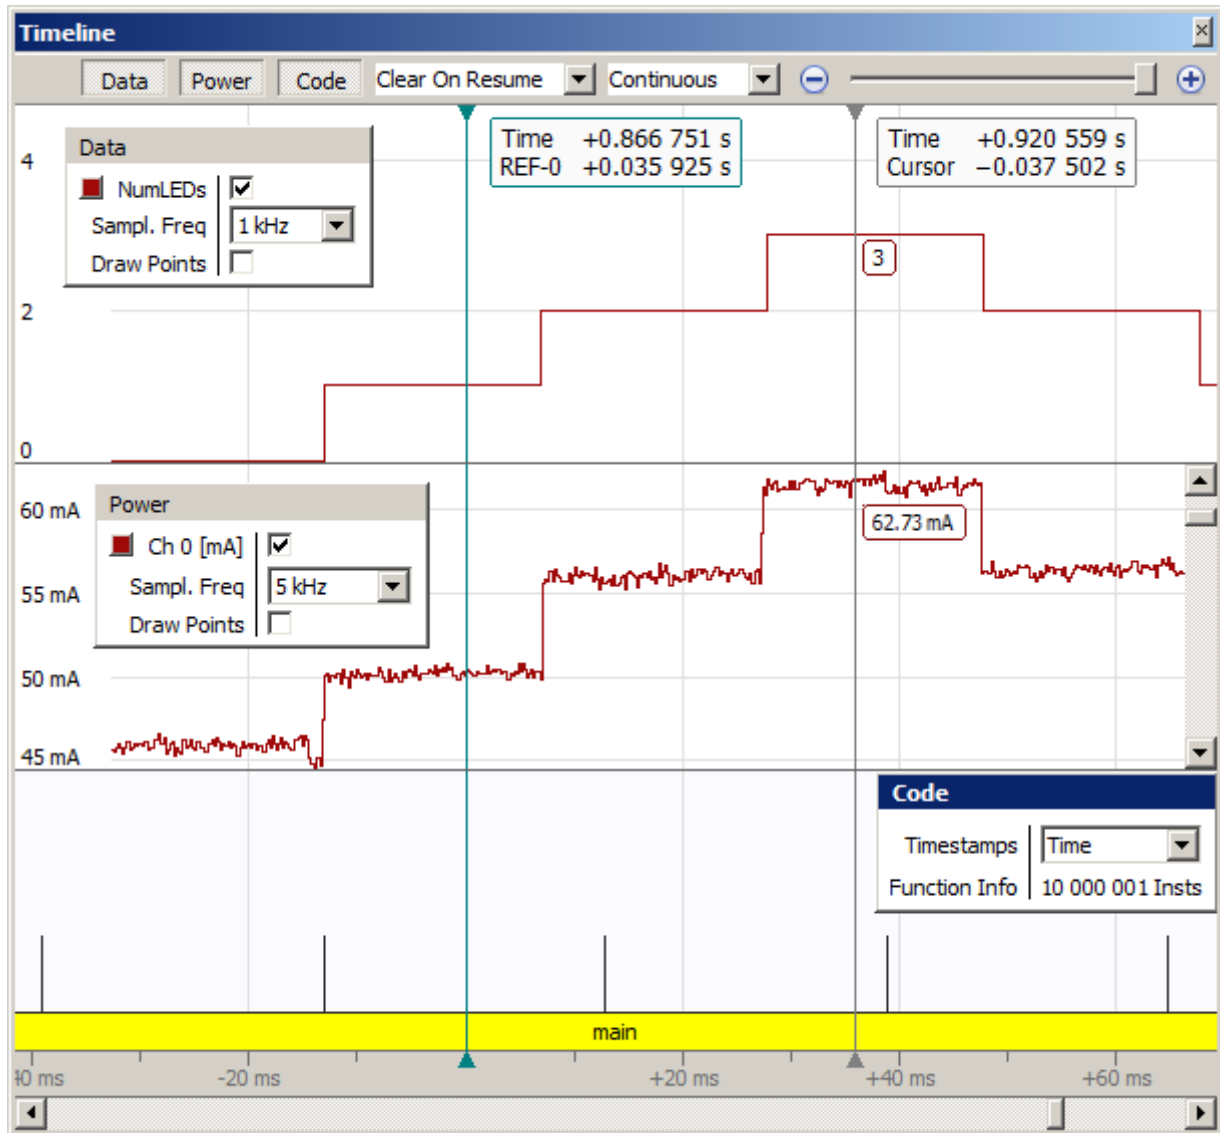 Timeline
Data Power Code Clear On Resume Continuous
Time +0.866 751 s
REF-0 +0.035 925 s
Time +0.920 559 s
Cursor −0.037 502 s
Data
NumLEDs
Sampl. Freq 1 kHz
Draw Points
4
2
0
3
Power
Ch 0 [mA]
Sampl. Freq 5 kHz
Draw Points
60 mA
55 mA
50 mA
45 mA
62.73 mA
Code
Timestamps Time
Function Info 10 000 001 Insts
main
-20 ms +20 ms +40 ms +60 ms